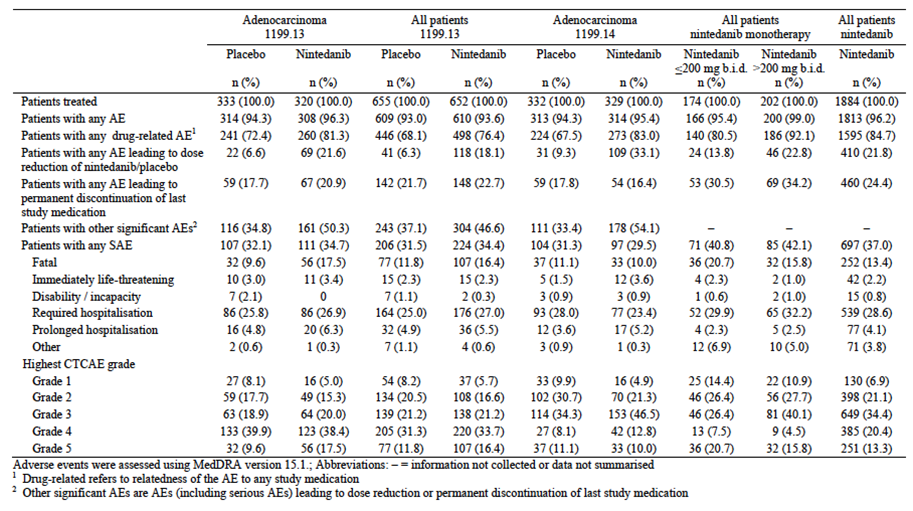 Adenocarcinoma All patients Adenocarcinoma All patients All patients
1199.13 1199.13 1199.14 nintedanib monotherapy nintedanib
Placebo Nintedanib Placebo Nintedanib Placebo Nintedanib Nintedanib Nintedanib Nintedanib
≤200 mg b.i.d. >200 mg b.i.d.
n (%) n (%) n (%) n (%) n (%) n (%) n (%) n (%) n (%)
Patients treated 333 (100.0) 320 (100.0) 655 (100.0) 652 (100.0) 332 (100.0) 329 (100.0) 174 (100.0) 202 (100.0) 1884 (100.0)
Patients with any AE 314 (94.3) 308 (96.3) 609 (93.0) 610 (93.6) 313 (94.3) 314 (95.4) 166 (95.4) 200 (99.0) 1813 (96.2)
Patients with any drug-related AE1 241 (72.4) 260 (81.3) 446 (68.1) 498 (76.4) 224 (67.5) 273 (83.0) 140 (80.5) 186 (92.1) 1595 (84.7)
Patients with any AE leading to dose 22 (6.6) 69 (21.6) 41 (6.3) 118 (18.1) 31 (9.3) 109 (33.1) 24 (13.8) 46 (22.8) 410 (21.8)
reduction of nintedanib/placebo
Patients with any AE leading to 59 (17.7) 67 (20.9) 142 (21.7) 148 (22.7) 59 (17.8) 54 (16.4) 53 (30.5) 69 (34.2) 460 (24.4)
permanent discontinuation of last
study medication
Patients with other significant AEs2 116 (34.8) 161 (50.3) 243 (37.1) 304 (46.6) 111 (33.4) 178 (54.1) – – –
Patients with any SAE 107 (32.1) 111 (34.7) 206 (31.5) 224 (34.4) 104 (31.3) 97 (29.5) 71 (40.8) 85 (42.1) 697 (37.0)
Fatal 32 (9.6) 56 (17.5) 77 (11.8) 107 (16.4) 37 (11.1) 33 (10.0) 36 (20.7) 32 (15.8) 252 (13.4)
Immediately life-threatening 10 (3.0) 11 (3.4) 15 (2.3) 15 (2.3) 5 (1.5) 12 (3.6) 4 (2.3) 2 (1.0) 42 (2.2)
Disability / incapacity 7 (2.1) 0 7 (1.1) 2 (0.3) 3 (0.9) 3 (0.9) 1 (0.6) 2 (1.0) 15 (0.8)
Required hospitalisation 86 (25.8) 86 (26.9) 164 (25.0) 176 (27.0) 93 (28.0) 77 (23.4) 52 (29.9) 65 (32.2) 539 (28.6)
Prolonged hospitalisation 16 (4.8) 20 (6.3) 32 (4.9) 36 (5.5) 12 (3.6) 17 (5.2) 4 (2.3) 5 (2.5) 77 (4.1)
Other 2 (0.6) 1 (0.3) 7 (1.1) 4 (0.6) 3 (0.9) 1 (0.3) 12 (6.9) 10 (5.0) 71 (3.8)
Highest CTCAE grade
Grade 1 27 (8.1) 16 (5.0) 54 (8.2) 37 (5.7) 33 (9.9) 16 (4.9) 25 (14.4) 22 (10.9) 130 (6.9)
Grade 2 59 (17.7) 49 (15.3) 134 (20.5) 108 (16.6) 102 (30.7) 70 (21.3) 46 (26.4) 56 (27.7) 398 (21.1)
Grade 3 63 (18.9) 64 (20.0) 139 (21.2) 138 (21.2) 114 (34.3) 153 (46.5) 46 (26.4) 81 (40.1) 649 (34.4)
Grade 4 133 (39.9) 123 (38.4) 205 (31.3) 220 (33.7) 27 (8.1) 42 (12.8) 13 (7.5) 9 (4.5) 385 (20.4)
Grade 5 32 (9.6) 56 (17.5) 77 (11.8) 107 (16.4) 37 (11.1) 33 (10.0) 36 (20.7) 32 (15.8) 251 (13.3)
Adverse events were assessed using MedDRA version 15.1.; Abbreviations: – = information not collected or data not summarised
1 Drug-related refers to relatedness of the AE to any study medication
2 Other significant AEs are AEs (including serious AEs) leading to dose reduction or permanent discontinuation of last study medication